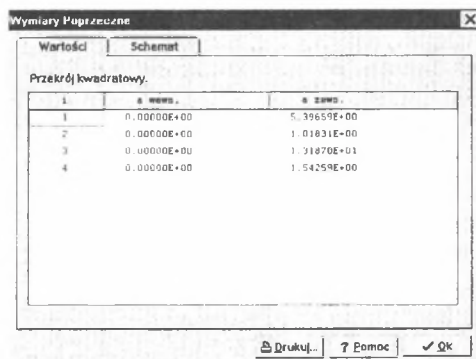 Wymiary Poprzeczne
Wartości Schemat
Przekrój kwadratowy.
i. a wewn. a zewn.
1 0.00000E+00 5.39659E+00
2 0.00000E+00 1.01831E+00
3 0.00000E+00 1.31870E+01
4 0.00000E+00 1.54259E+00
Drukuj... ? Pomoc Ok